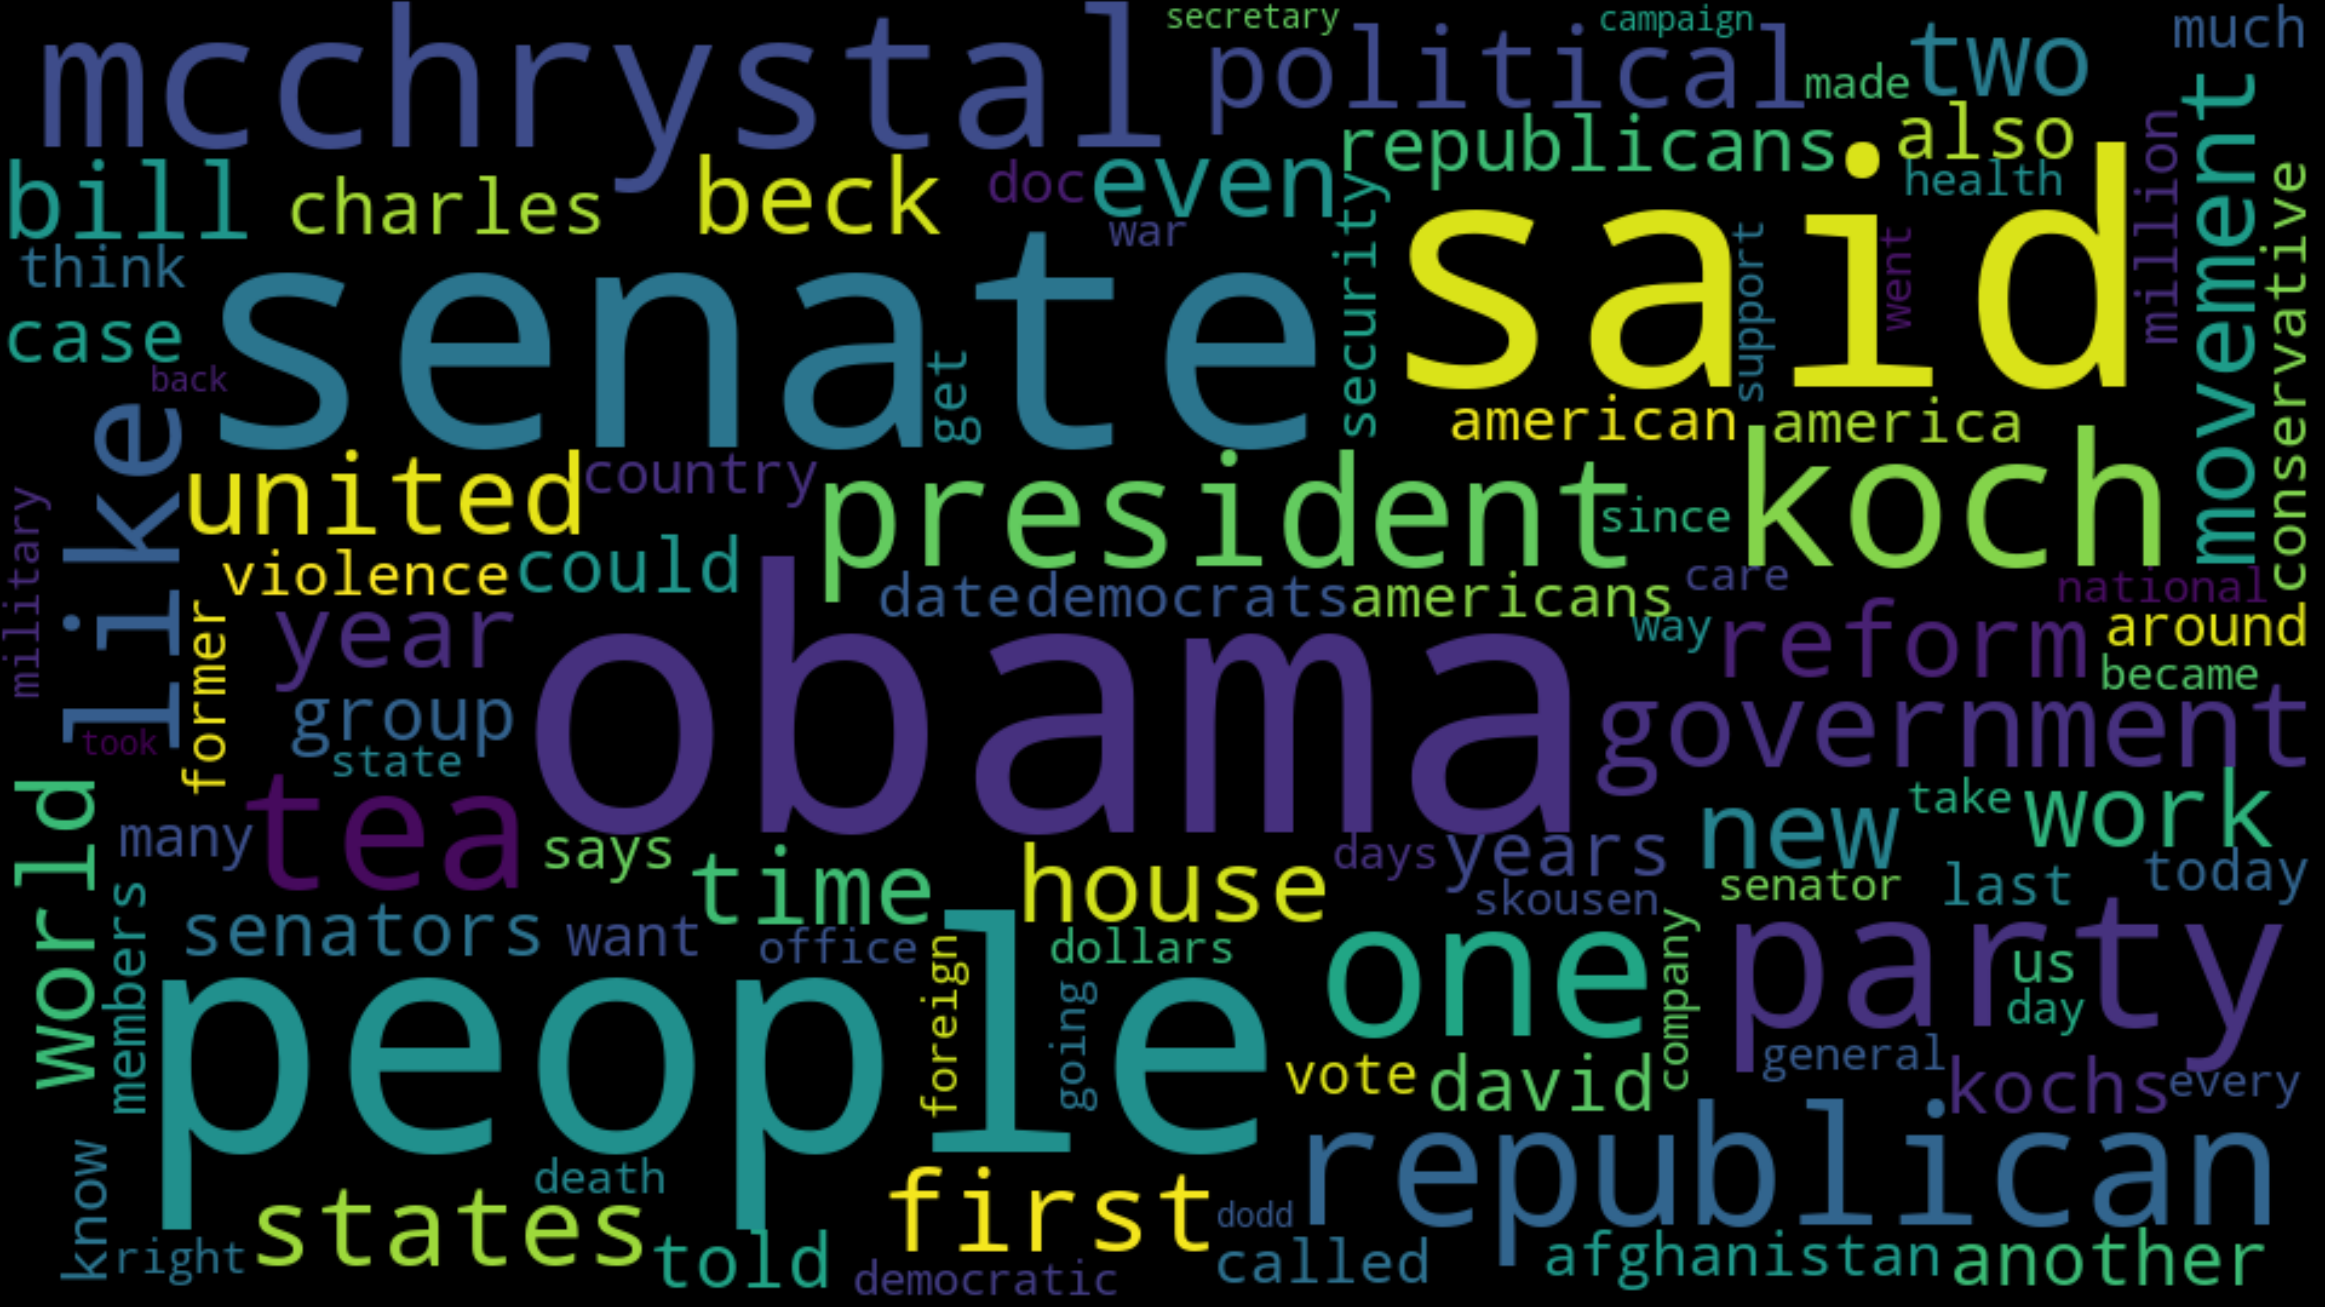 secretary
campaign
much
mcchrystal
political
made
two
republicans
also
million
movement
bill
charles
beck
doc
even
health
conservative
war
security
said
think
senate
support
went
case
get
back
american
america
like
united
country
president
since
koch
military
violence
could
date
democrats
americans
care
national
former
year
obama
way
reform
around
became
group
government
took
state
world
many
tea
says
time
house
days
years
new
take
work
members
senators
want
office
dollars
skousen
senator
last
today
people
foreign
going
one
company
party
us
day
vote
david
general
kochs
every
know
death
first
dodd
republican
right
states
told
democratic
called
afghanistan
another